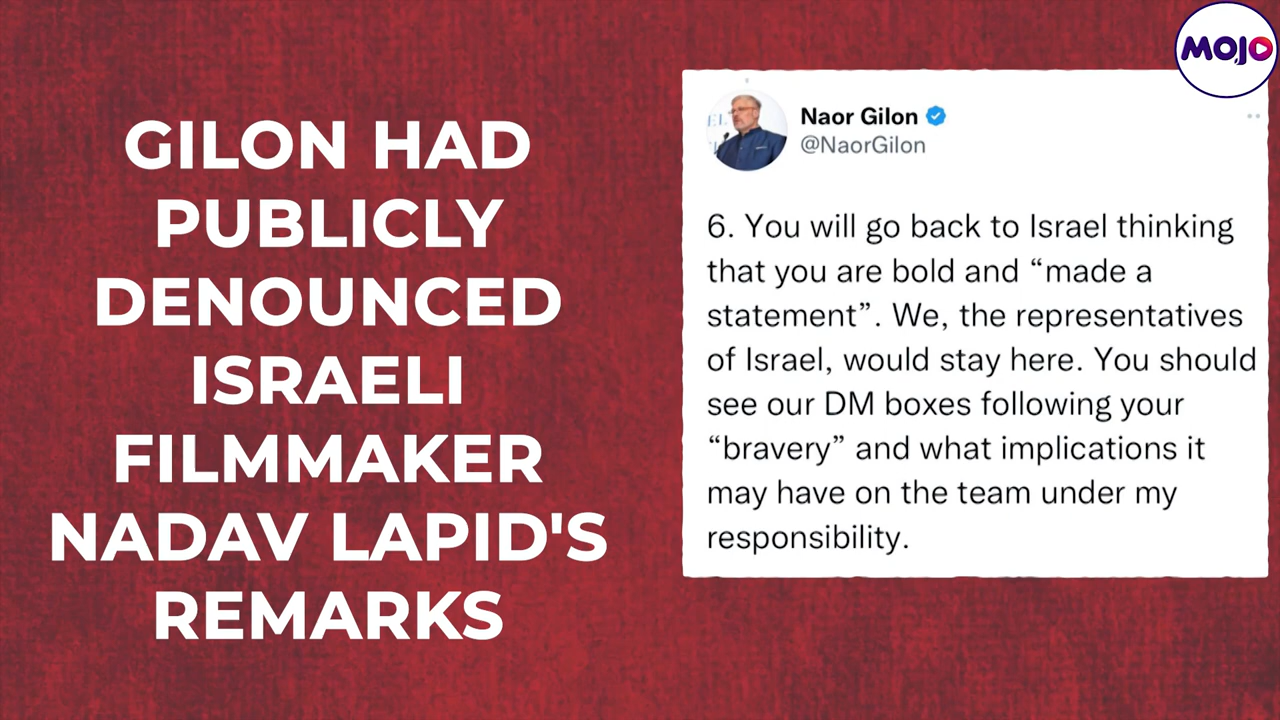 MOJO
GILON HAD
PUBLICLY
DENOUNCED
ISRAELI
FILMMAKER
NADAV LAPID'S
REMARKS
Naor Gilon
@NaorGilon
6. You will go back to Israel thinking
that you are bold and “made a
statement”. We, the representatives
of Israel, would stay here. You should
see our DM boxes following your
“bravery” and what implications it
may have on the team under my
responsibility.